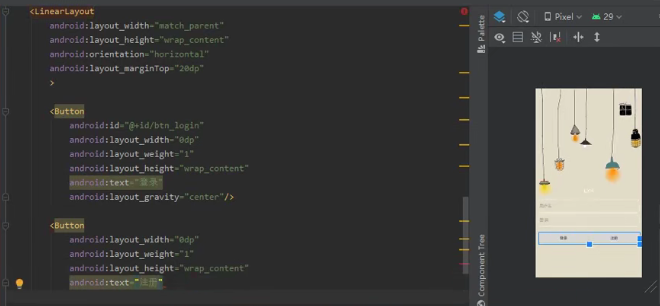 <LinearLayout
android:layout_width="match_parent"
android:layout_height="wrap_content"
android:orientation="horizontal"
android:layout_marginTop="20dp"
>
<Button
android:id="@+id/btn_login"
android:layout_width="0dp"
android:layout_weight="1"
android:layout_height="wrap_content"
android:text="登录"
android:layout_gravity="center"/>
<Button
android:layout_width="0dp"
android:layout_weight="1"
android:layout_height="wrap_content"
android:text="注册"
Palette
Component Tree
Pixel
29